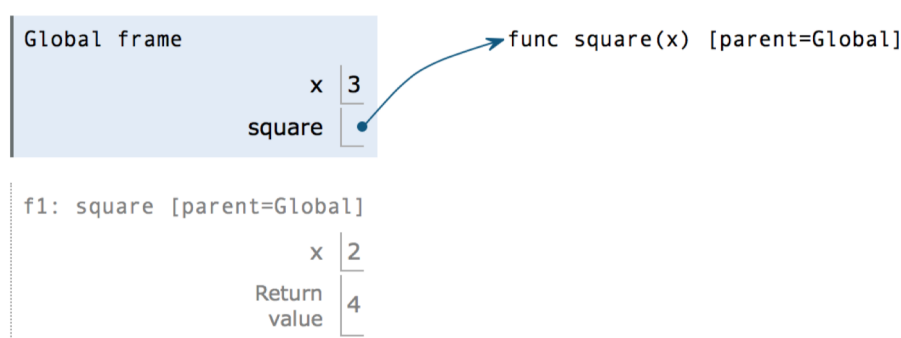 Global frame
func square(x) [parent=Global]
x 3
square
f1: square [parent=Global]
x 2
Return
value 4